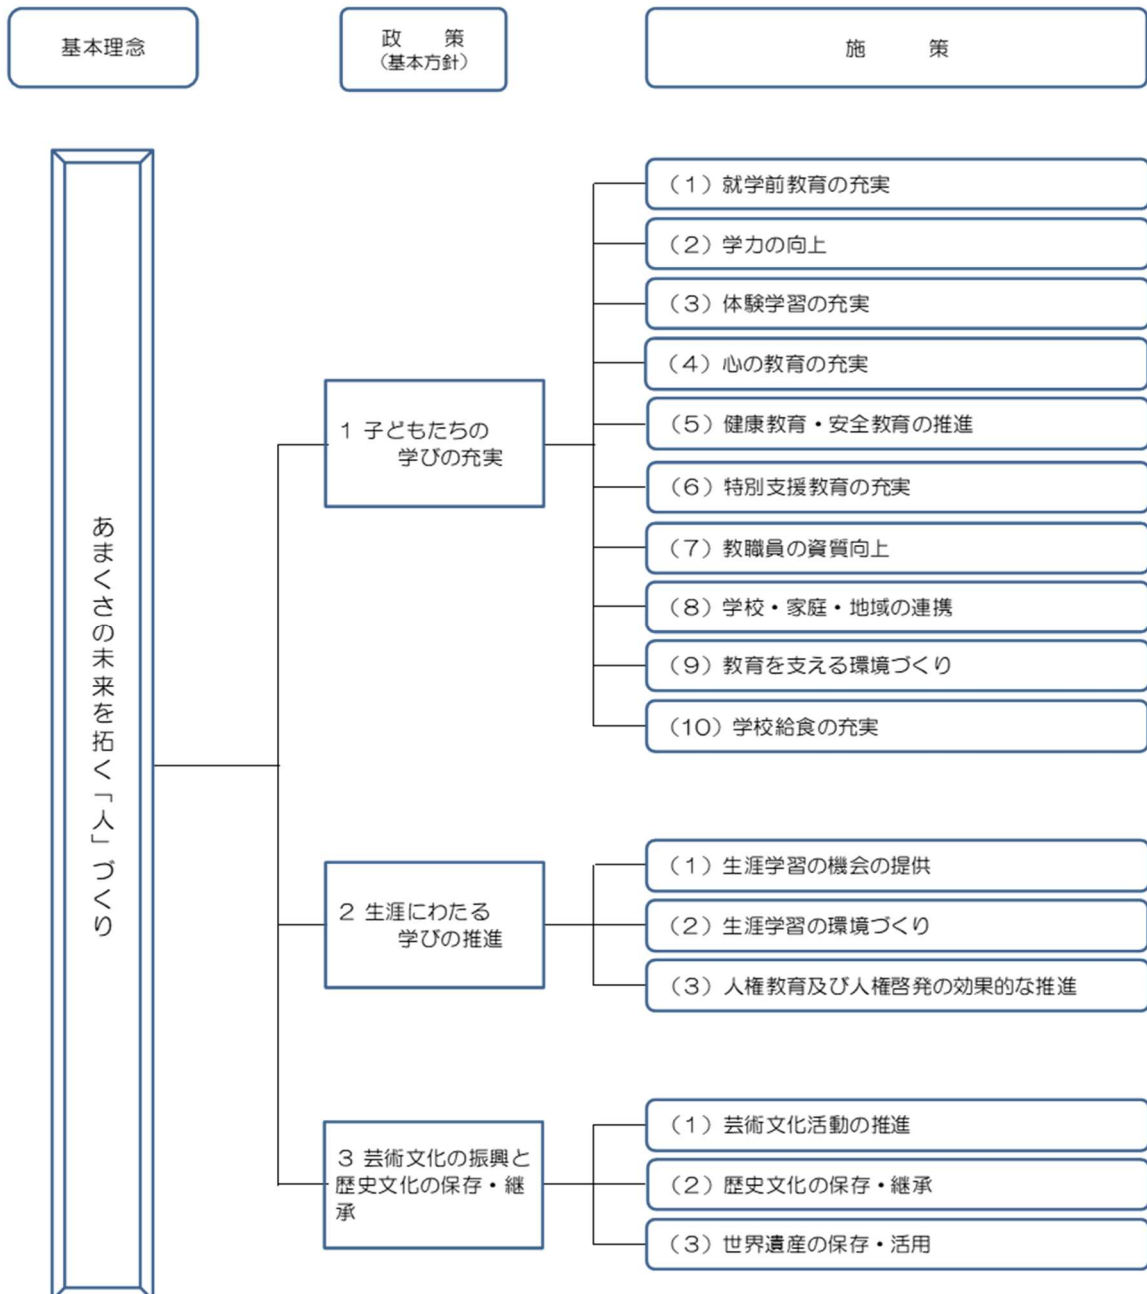 基本理念
政　　策
（基本方針）
施　　　策
あまくさの未来を拓く「人」づくり
1 子どもたちの
学びの充実
（1）就学前教育の充実
（2）学力の向上
（3）体験学習の充実
（4）心の教育の充実
（5）健康教育・安全教育の推進
（6）特別支援教育の充実
（7）教職員の資質向上
（8）学校・家庭・地域の連携
（9）教育を支える環境づくり
（10）学校給食の充実
2 生涯にわたる
学びの推進
（1）生涯学習の機会の提供
（2）生涯学習の環境づくり
（3）人権教育及び人権啓発の効果的な推進
3 芸術文化の振興と
歴史文化の保存・継
承
（1）芸術文化活動の推進
（2）歴史文化の保存・継承
（3）世界遺産の保存・活用